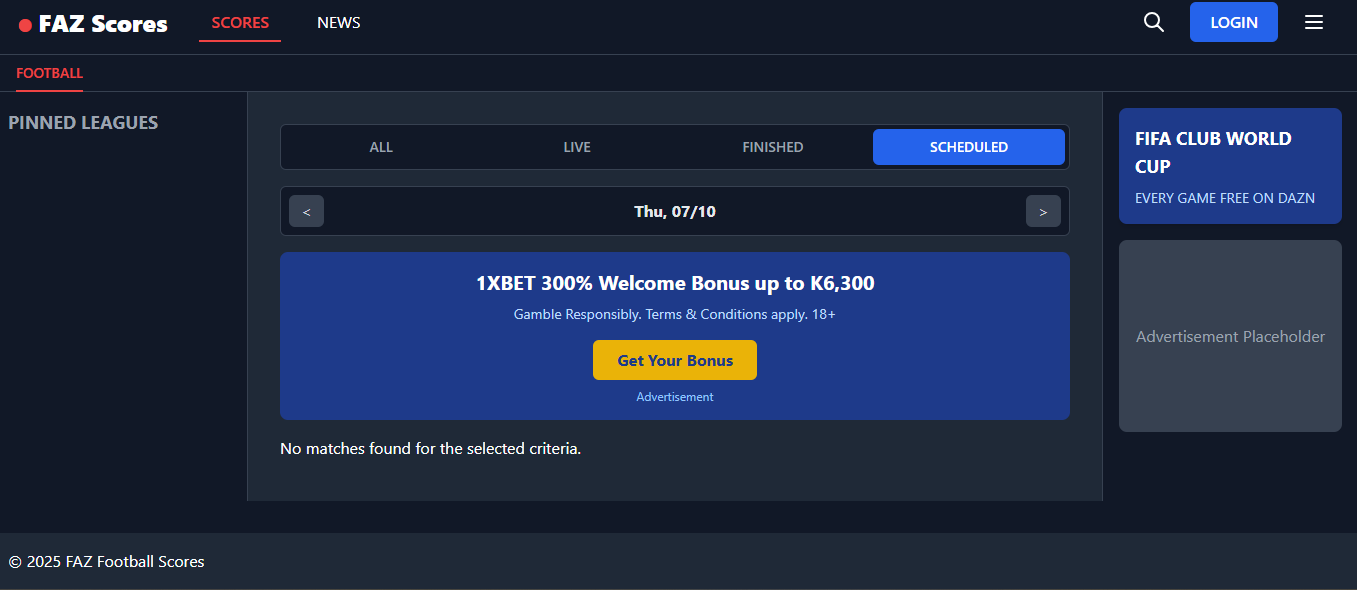 FAZ Scores
SCORES
NEWS
LOGIN
FOOTBALL
PINNED LEAGUES
ALL
LIVE
FINISHED
SCHEDULED
<
Thu, 07/10
>
1XBET 300% Welcome Bonus up to K6,300
Gamble Responsibly. Terms & Conditions apply. 18+
Get Your Bonus
Advertisement
No matches found for the selected criteria.
FIFA CLUB WORLD
CUP
EVERY GAME FREE ON DAZN
Advertisement Placeholder
© 2025 FAZ Football Scores